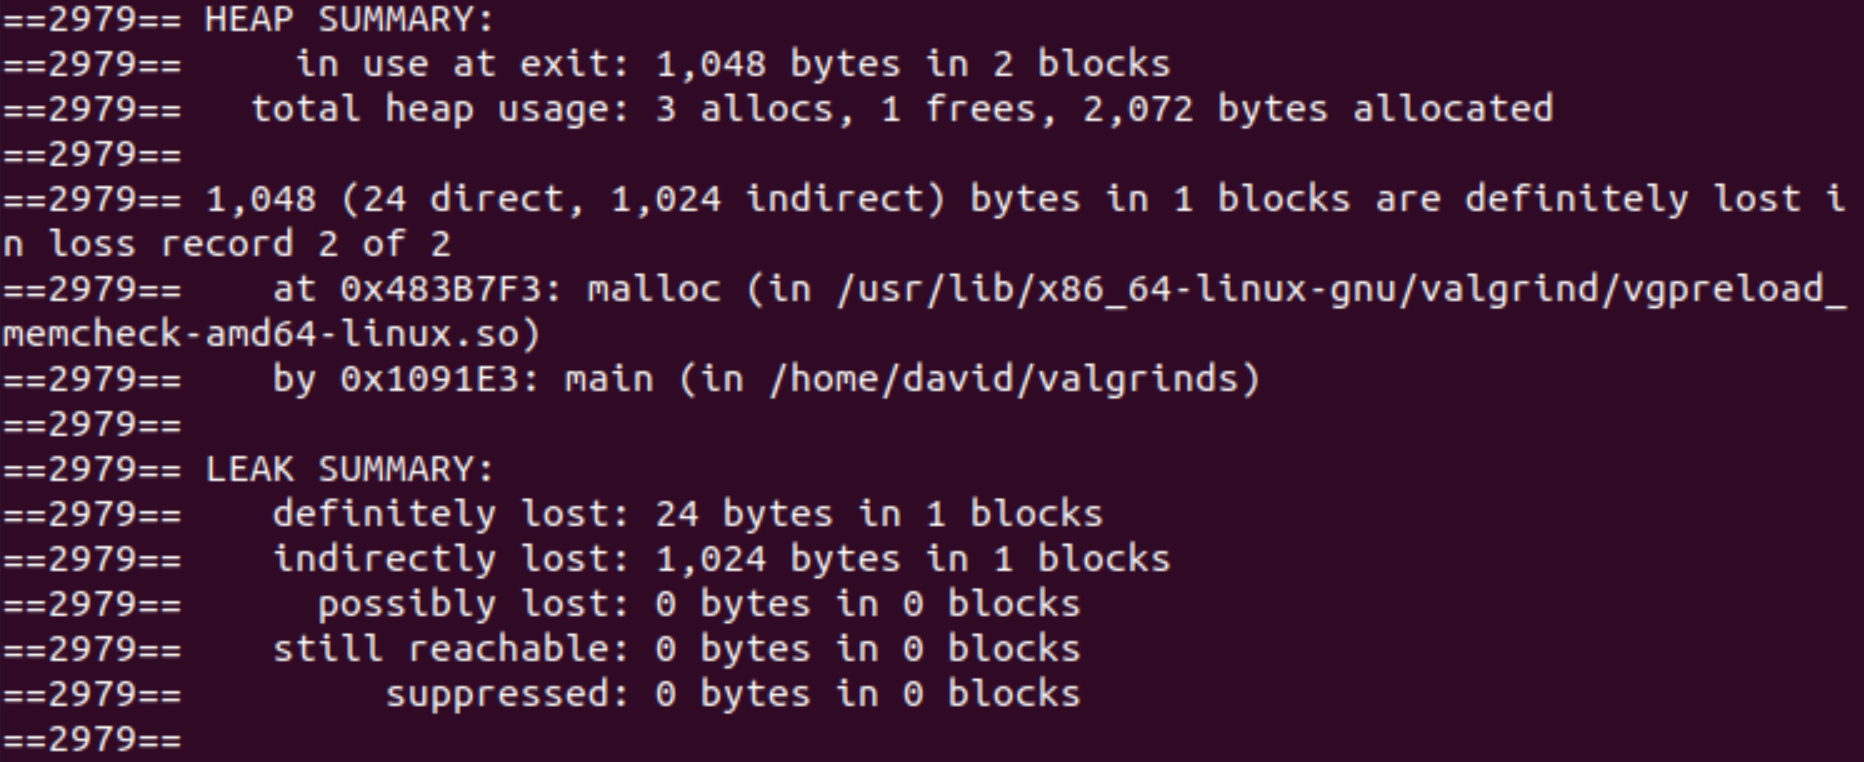 ==2979== HEAP SUMMARY:
==2979==     in use at exit: 1,048 bytes in 2 blocks
==2979==   total heap usage: 3 allocs, 1 frees, 2,072 bytes allocated
==2979==
==2979== 1,048 (24 direct, 1,024 indirect) bytes in 1 blocks are definitely lost i
n loss record 2 of 2
==2979==    at 0x483B7F3: malloc (in /usr/lib/x86_64-linux-gnu/valgrind/vgpreload_
memcheck-amd64-linux.so)
==2979==    by 0x1091E3: main (in /home/david/valgrinds)
==2979==
==2979== LEAK SUMMARY:
==2979==    definitely lost: 24 bytes in 1 blocks
==2979==    indirectly lost: 1,024 bytes in 1 blocks
==2979==      possibly lost: 0 bytes in 0 blocks
==2979==    still reachable: 0 bytes in 0 blocks
==2979==         suppressed: 0 bytes in 0 blocks
==2979==